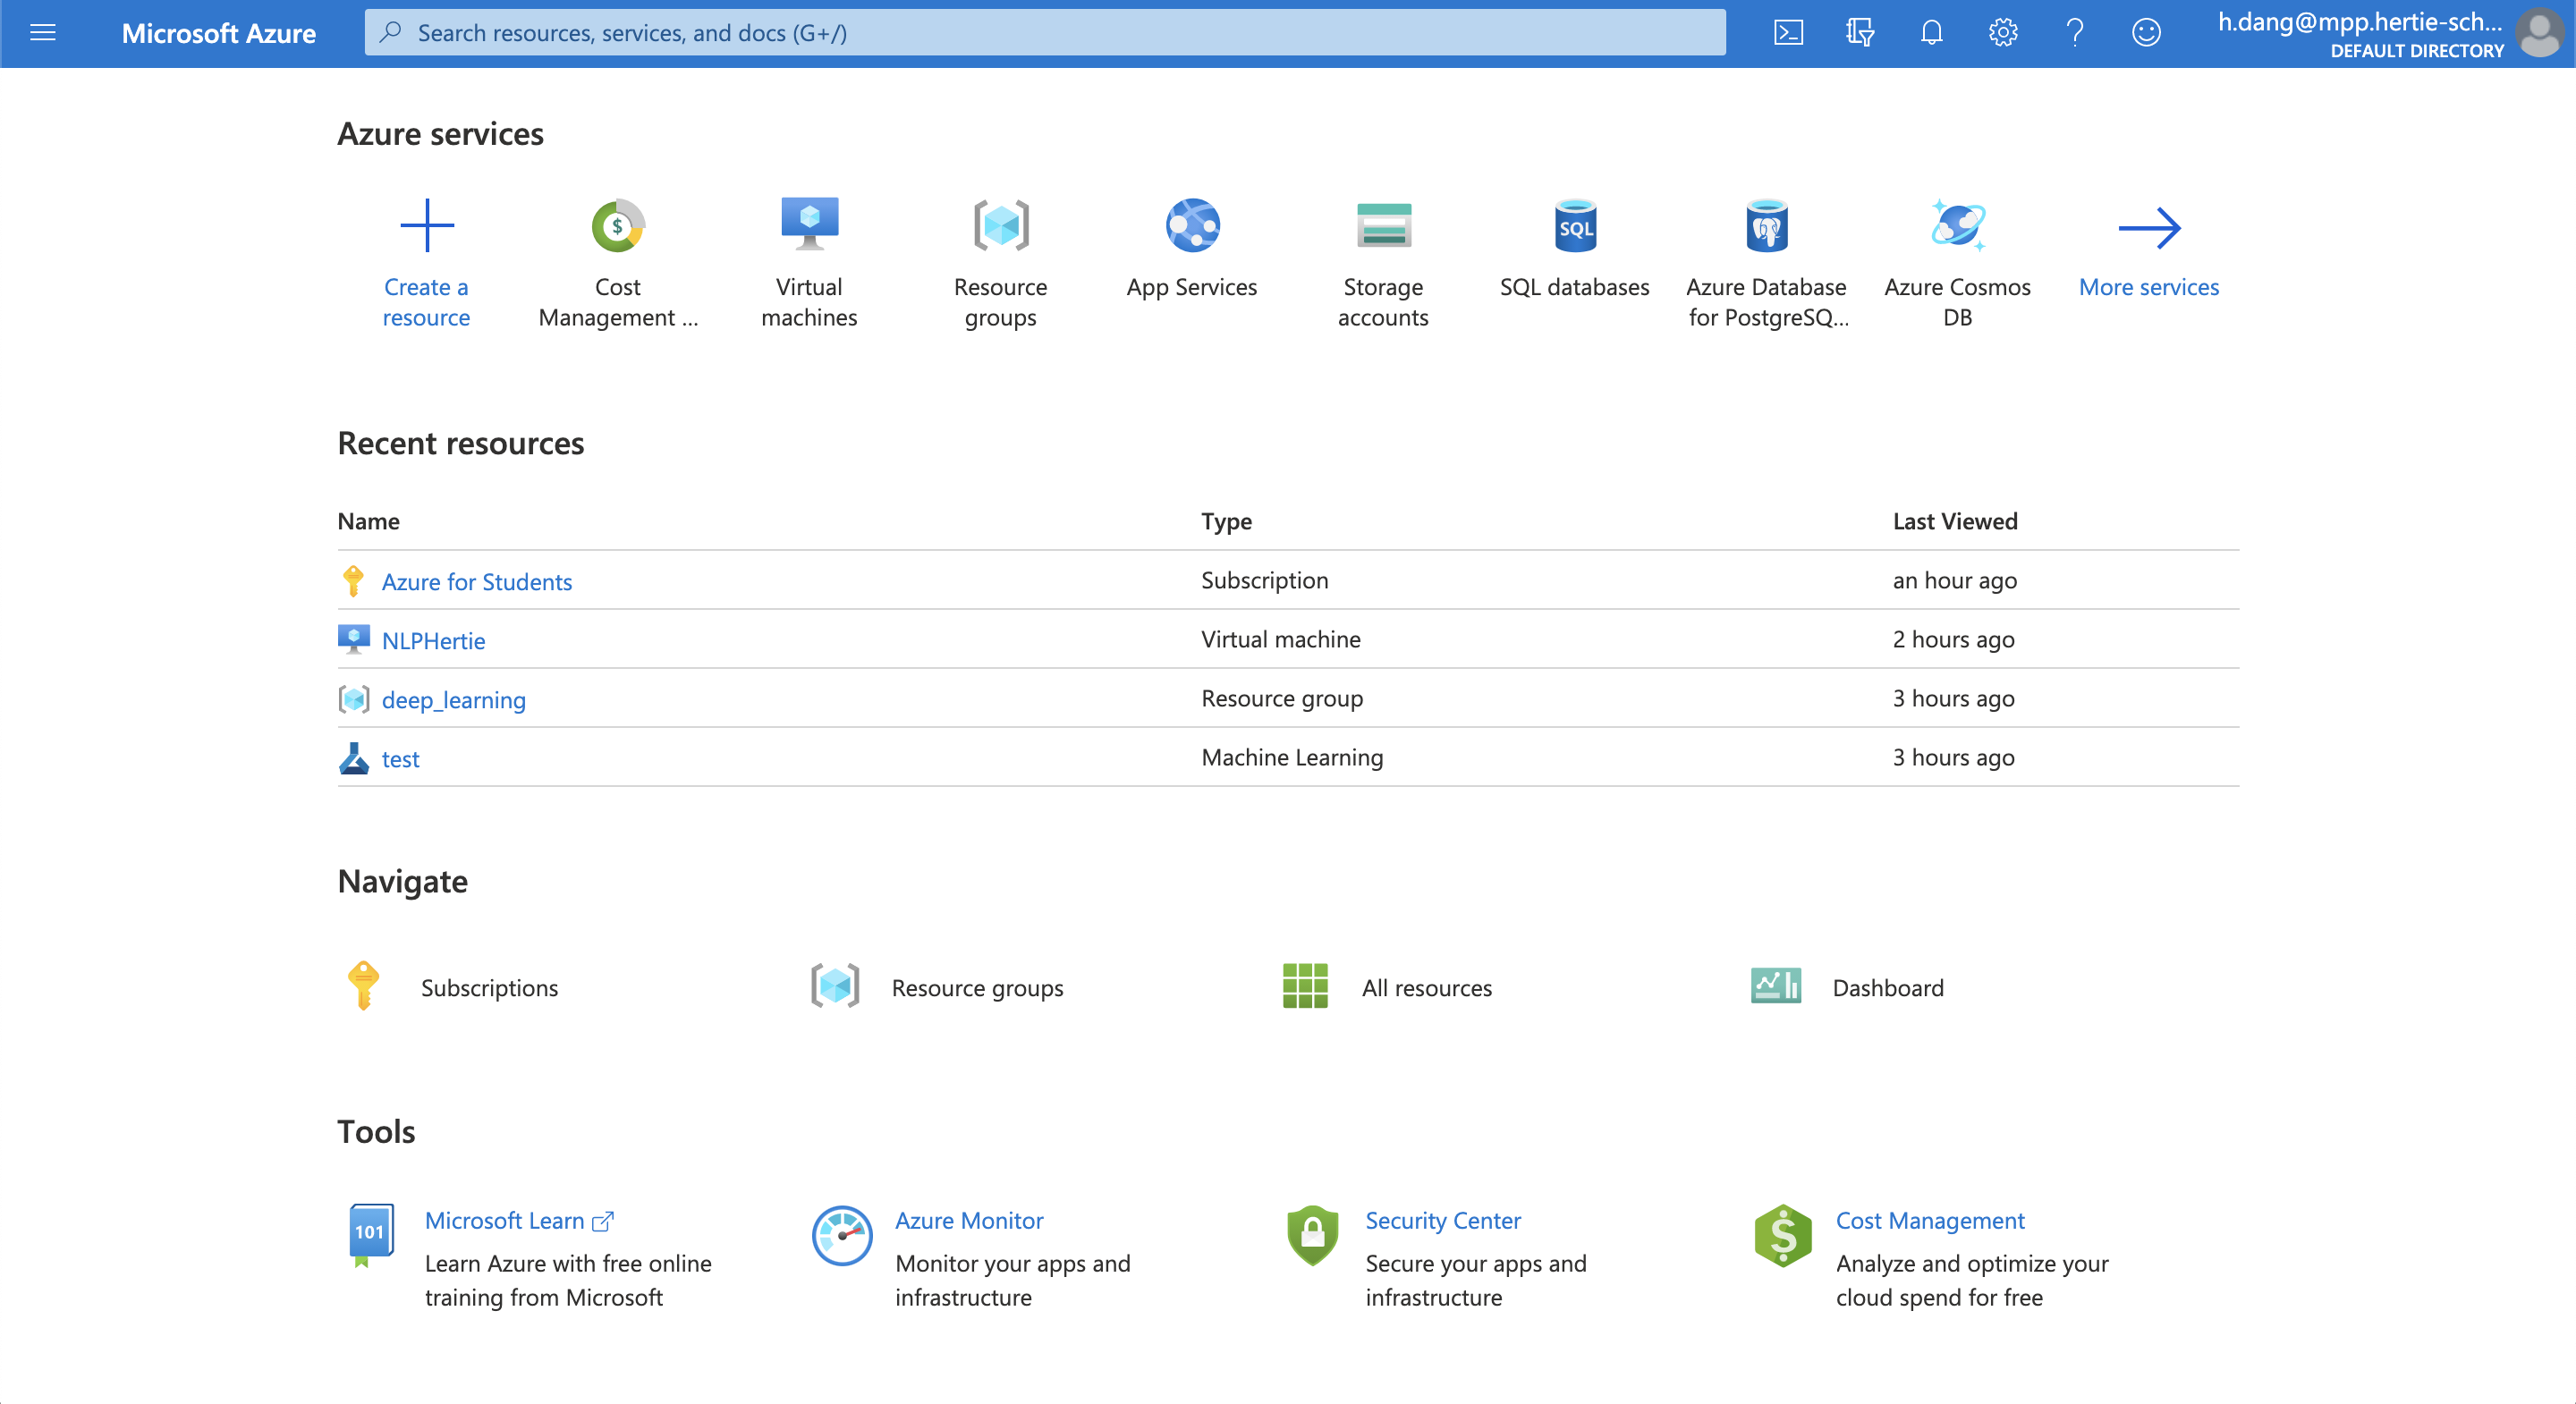 Microsoft Azure
Search resources, services, and docs (G+/)
h.dang@mpp.hertie-sch...
DEFAULT DIRECTORY
Azure services
Create a
resource
$
Cost
Management ...
Virtual
machines
Resource
groups
App Services
Storage
accounts
SQL
SQL databases
Azure Database
for PostgreSQ...
Azure Cosmos
DB
More services
Recent resources
Name Type Last Viewed
Azure for Students Subscription an hour ago
NLPHertie Virtual machine 2 hours ago
deep_learning Resource group 3 hours ago
test Machine Learning 3 hours ago
Navigate
Subscriptions
Resource groups
All resources
Dashboard
Tools
101
Microsoft Learn
Learn Azure with free online
training from Microsoft
Azure Monitor
Monitor your apps and
infrastructure
Security Center
Secure your apps and
infrastructure
$
Cost Management
Analyze and optimize your
cloud spend for free